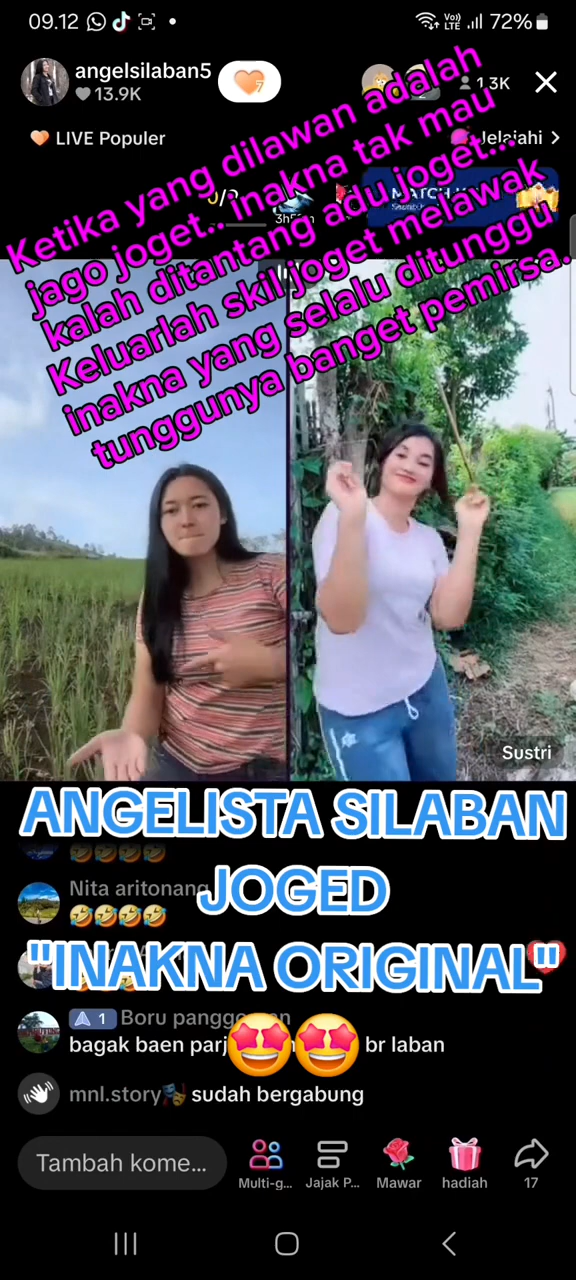 09.12
72%
angelsilaban5
13.9K
7
1.3K
LIVE Populer
Jelajahi
Ketika yang dilawan adalah
jago joget.. inakna tak mau
kalah ditantang adu joget...
Keluarlah skil joget melawak
inakna yang selalu ditunggu
tunggunya banget pemirsa.
Sustri
ANGELISTA SILABAN
JOGED
"INAKNA ORIGINAL"
Nita aritonang
1 Boru
bagak baen br laban
mnl.story sudah bergabung
Tambah kome...
Multi-g...
Jajak P...
Mawar
hadiah
17